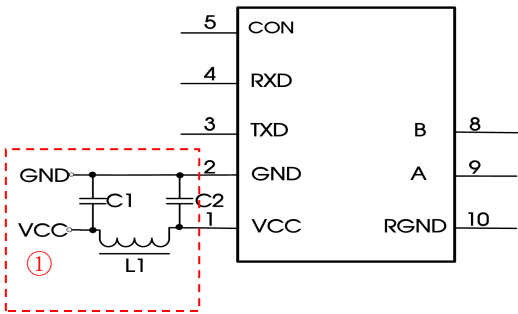 5 CON
4 RXD
3 TXD
B 8
GND 2 GND
A 9
C1 C2
VCC 1 VCC
RGND 10
① L1